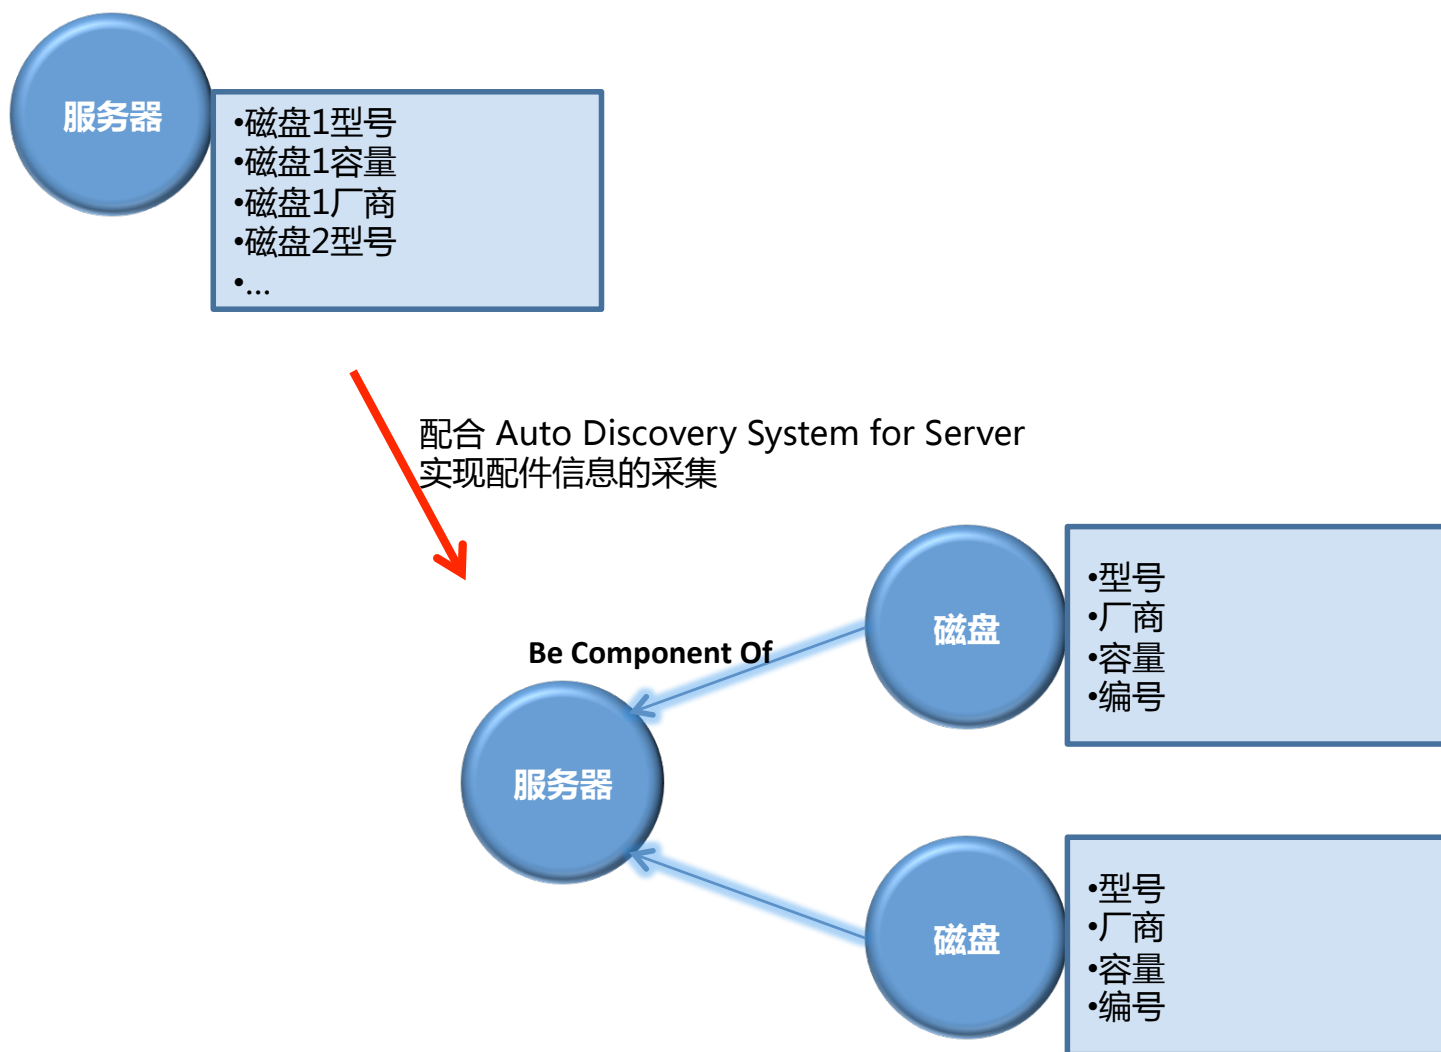 服务器
•磁盘1型号
•磁盘1容量
•磁盘1厂商
•磁盘2型号
•...
配合 Auto Discovery System for Server
实现配件信息的采集
Be Component Of
磁盘
•型号
•厂商
•容量
•编号
服务器
磁盘
•型号
•厂商
•容量
•编号